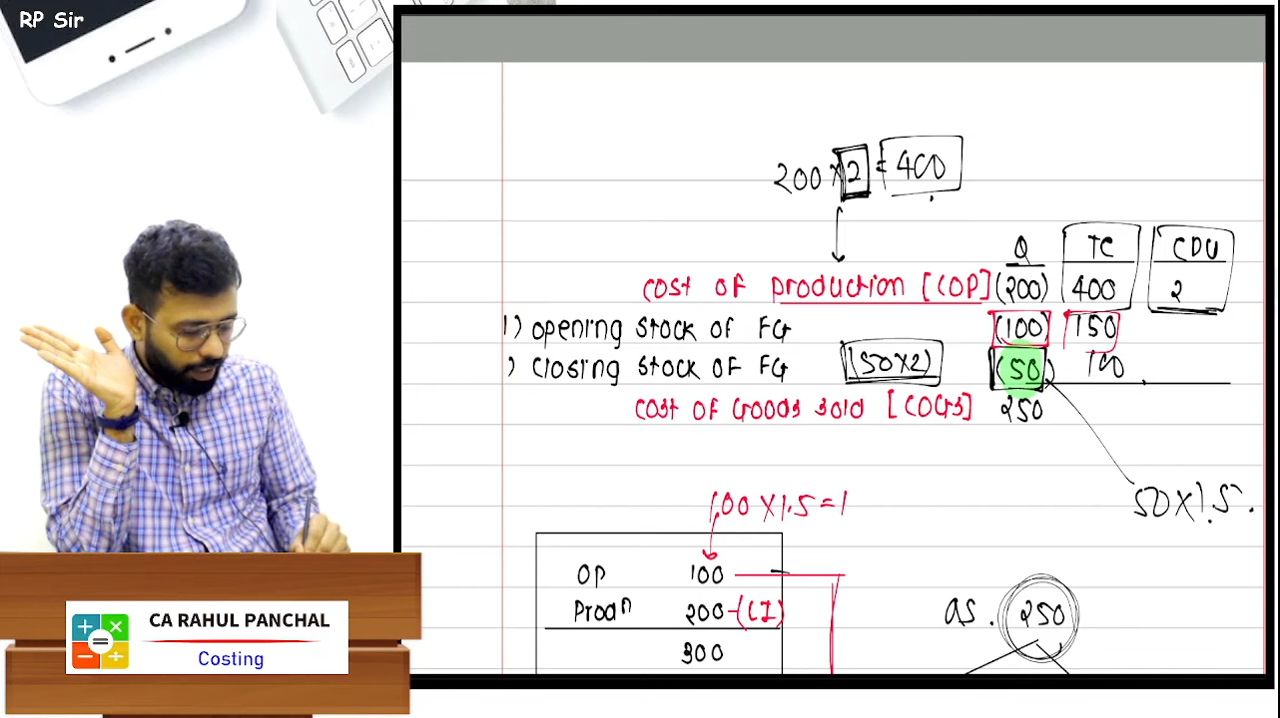 RP Sir
200 × 2 = 400
Q TC CPU
Cost of production [COP] (200) 400 2
1) opening stock of FG (100) 150
) closing stock of FG (50×2) (50) 100
cost of Goods sold [COGS] 250
50×1.5.
100×1.5=1
OP 100
Prodⁿ 200
300
as. 250
CA RAHUL PANCHAL
Costing